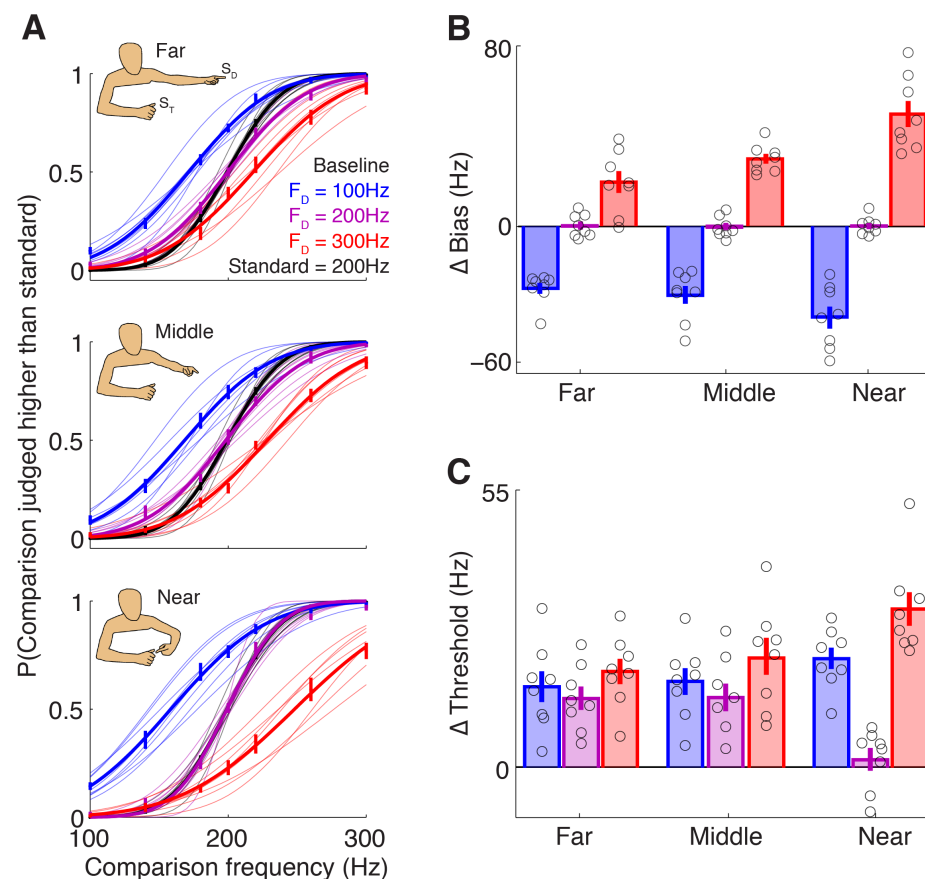 A
Far
S_D
S_T
1
0.5
0
Baseline
F_D = 100Hz
F_D = 200Hz
F_D = 300Hz
Standard = 200Hz
P(Comparison judged higher than standard)
Middle
1
0.5
0
Near
1
0.5
0
100 200 300
Comparison frequency (Hz)
B
80
0
−60
Δ Bias (Hz)
Far Middle Near
C
55
0
Δ Threshold (Hz)
Far Middle Near